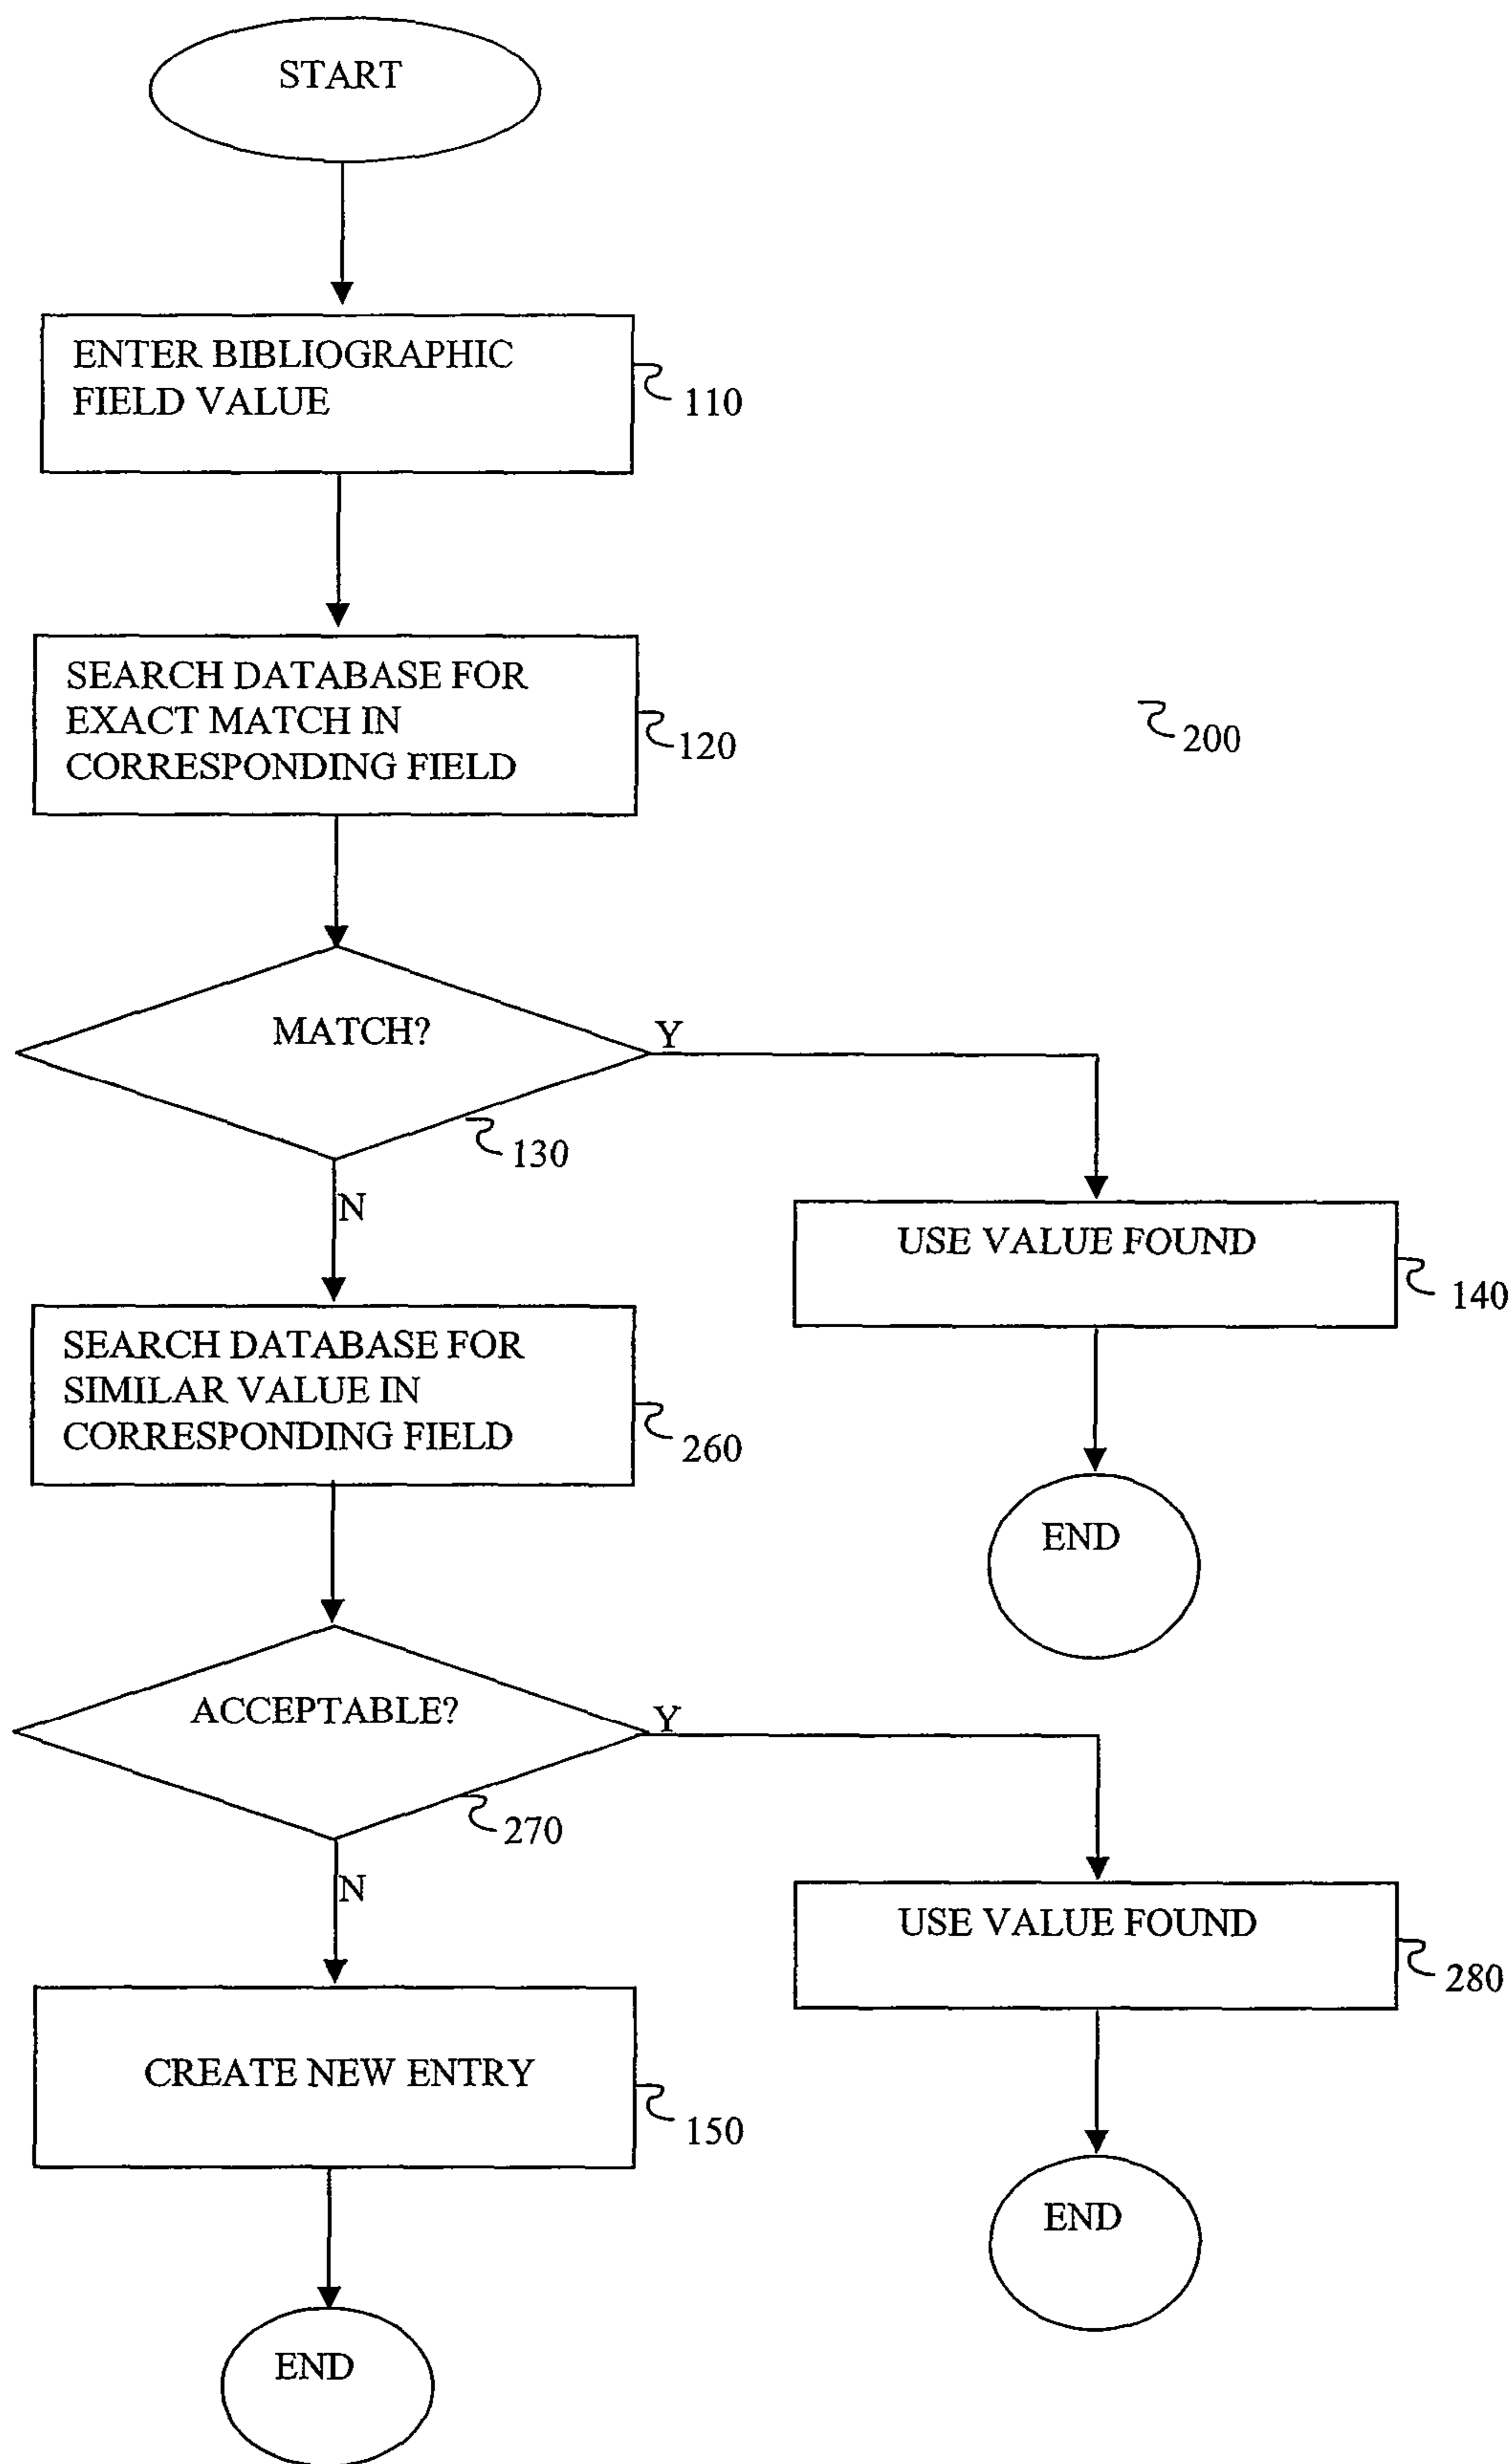 START
ENTER BIBLIOGRAPHIC
FIELD VALUE
110
SEARCH DATABASE FOR
EXACT MATCH IN
CORRESPONDING FIELD
120
200
MATCH?
Y
130
N
USE VALUE FOUND
140
SEARCH DATABASE FOR
SIMILAR VALUE IN
CORRESPONDING FIELD
260
END
ACCEPTABLE?
Y
270
N
USE VALUE FOUND
280
CREATE NEW ENTRY
150
END
END